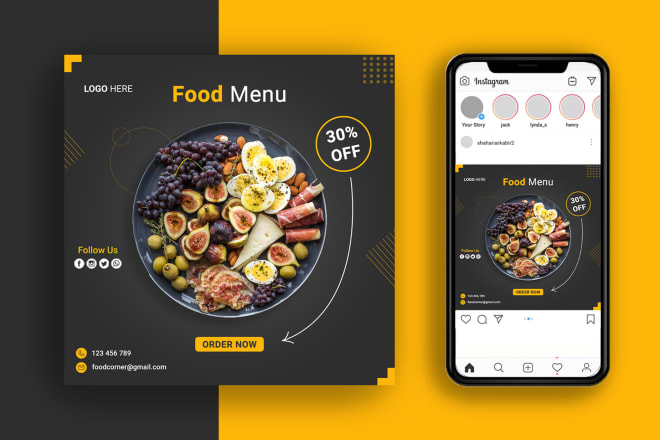 LOGO HERE
Food Menu
30%
OFF
Follow Us
ORDER NOW
123 456 789
foodcorner@gmail.com
Instagram
Your Story
jack
lynda_s
henry
shahariarkabir2
LOGO HERE
Food Menu
30%
OFF
Follow Us
ORDER NOW
123 456 789
foodcorner@gmail.com